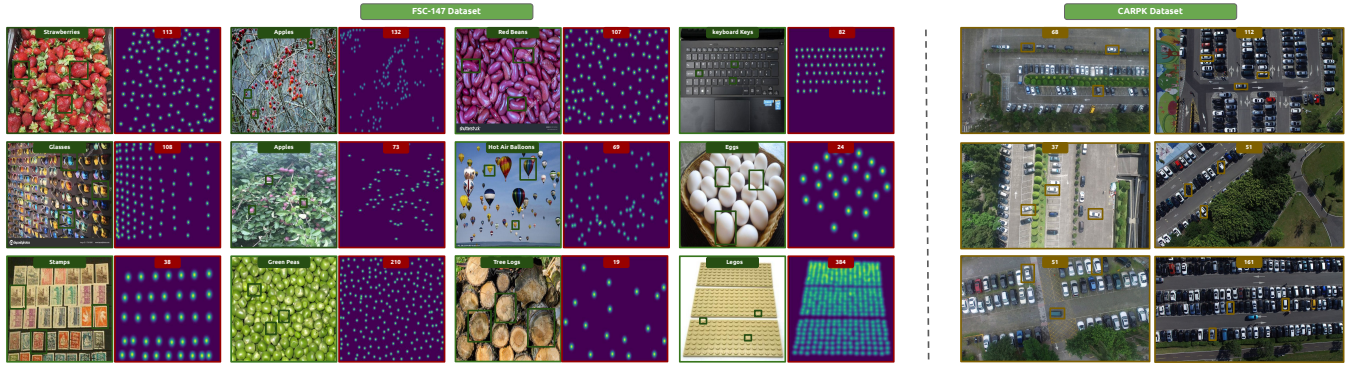 FSC-147 Dataset
CARPK Dataset
Strawberries 113 Apples 132 Red Beans 107 keyboard Keys 82 68 112
Glasses 108 Apples 73 Hot Air Balloons 69 Eggs 24 37 51
Stamps 38 Green Peas 210 Tree Logs 19 Legos 384 51 161